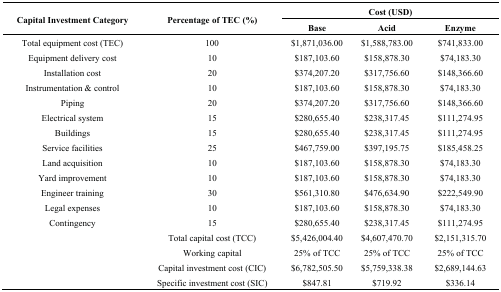 Capital Investment Category Percentage of TEC (%) Cost (USD)
Base Acid Enzyme
Total equipment cost (TEC) 100 $1,871,036.00 $1,588,783.00 $741,833.00
Equipment delivery cost 10 $187,103.60 $158,878.30 $74,183.30
Installation cost 20 $374,207.20 $317,756.60 $148,366.60
Instrumentation & control 10 $187,103.60 $158,878.30 $74,183.30
Piping 20 $374,207.20 $317,756.60 $148,366.60
Electrical system 15 $280,655.40 $238,317.45 $111,274.95
Buildings 15 $280,655.40 $238,317.45 $111,274.95
Service facilities 25 $467,759.00 $397,195.75 $185,458.25
Land acquisition 10 $187,103.60 $158,878.30 $74,183.30
Yard improvement 10 $187,103.60 $158,878.30 $74,183.30
Engineer training 30 $561,310.80 $476,634.90 $222,549.90
Legal expenses 10 $187,103.60 $158,878.30 $74,183.30
Contingency 15 $280,655.40 $238,317.45 $111,274.95
Total capital cost (TCC) $5,426,004.40 $4,607,470.70 $2,151,315.70
Working capital 25% of TCC 25% of TCC 25% of TCC
Capital investment cost (CIC) $6,782,505.50 $5,759,338.38 $2,689,144.63
Specific investment cost (SIC) $847.81 $719.92 $336.14